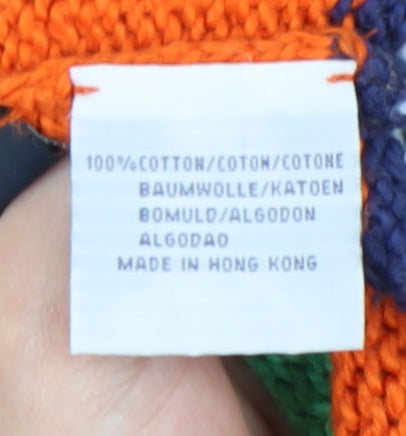 100% COTTON/COTON/COTONE
BAUMWOLLE/KATOEN
BOMULD/ALGODON
ALGODAO
MADE IN HONG KONG